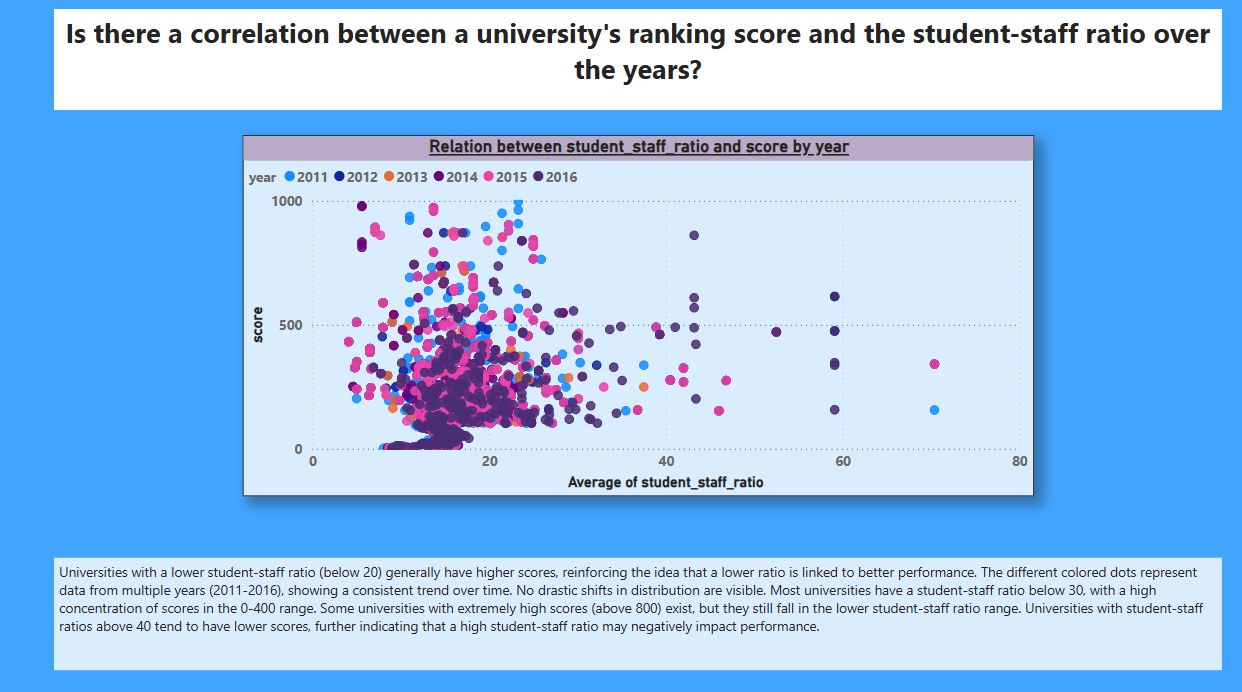 Is there a correlation between a university's ranking score and the student-staff ratio over
the years?
Relation between student_staff_ratio and score by year
year 2011 2012 2013 2014 2015 2016
1000
500
0
score
0 20 40 60 80
Average of student_staff_ratio
Universities with a lower student-staff ratio (below 20) generally have higher scores, reinforcing the idea that a lower ratio is linked to better performance. The different colored dots represent
data from multiple years (2011-2016), showing a consistent trend over time. No drastic shifts in distribution are visible. Most universities have a student-staff ratio below 30, with a high
concentration of scores in the 0-400 range. Some universities with extremely high scores (above 800) exist, but they still fall in the lower student-staff ratio range. Universities with student-staff
ratios above 40 tend to have lower scores, further indicating that a high student-staff ratio may negatively impact performance.